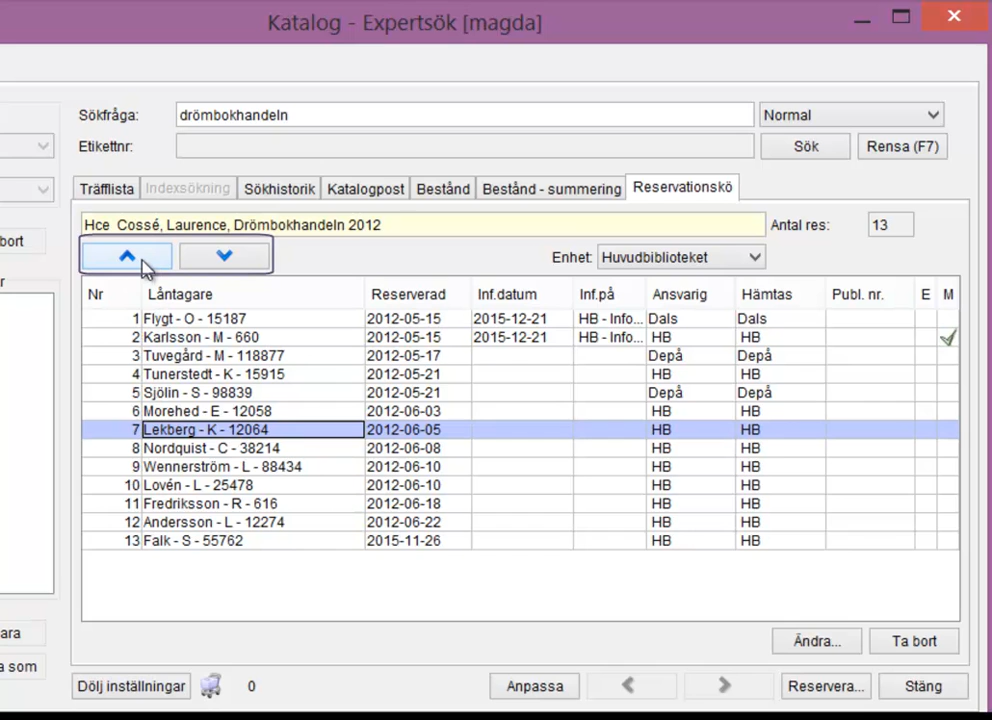 Katalog - Expertsök [magda]
Sökfråga: drömbokhandeln Normal
Etikettnr: Sök Rensa (F7)
Träfflista Indexsökning Sökhistorik Katalogpost Bestånd Bestånd - summering Reservationskö
Hce Cossé, Laurence, Drömbokhandeln 2012 Antal res: 13
bort
Enhet: Huvudbiblioteket
r
Nr Låntagare Reserverad Inf.datum Inf.på Ansvarig Hämtas Publ. nr. E M
1 Flygt - O - 15187 2012-05-15 2015-12-21 HB - Info... Dals Dals
2 Karlsson - M - 660 2012-05-15 2015-12-21 HB - Info... HB HB
3 Tuvegård - M - 118877 2012-05-17 Depå Depå
4 Tunerstedt - K - 15915 2012-05-21 HB HB
5 Sjölin - S - 98839 2012-05-21 Depå Depå
6 Morehed - E - 12058 2012-06-03 HB HB
7 Lekberg - K - 12064 2012-06-05 HB HB
8 Nordquist - C - 38214 2012-06-08 HB HB
9 Wennerström - L - 88434 2012-06-10 HB HB
10 Lovén - L - 25478 2012-06-10 HB HB
11 Fredriksson - R - 616 2012-06-18 HB HB
12 Andersson - L - 12274 2012-06-22 HB HB
13 Falk - S - 55762 2015-11-26 HB HB
ara Ändra... Ta bort
a som
Dölj inställningar 0 Anpassa Reservera... Stäng